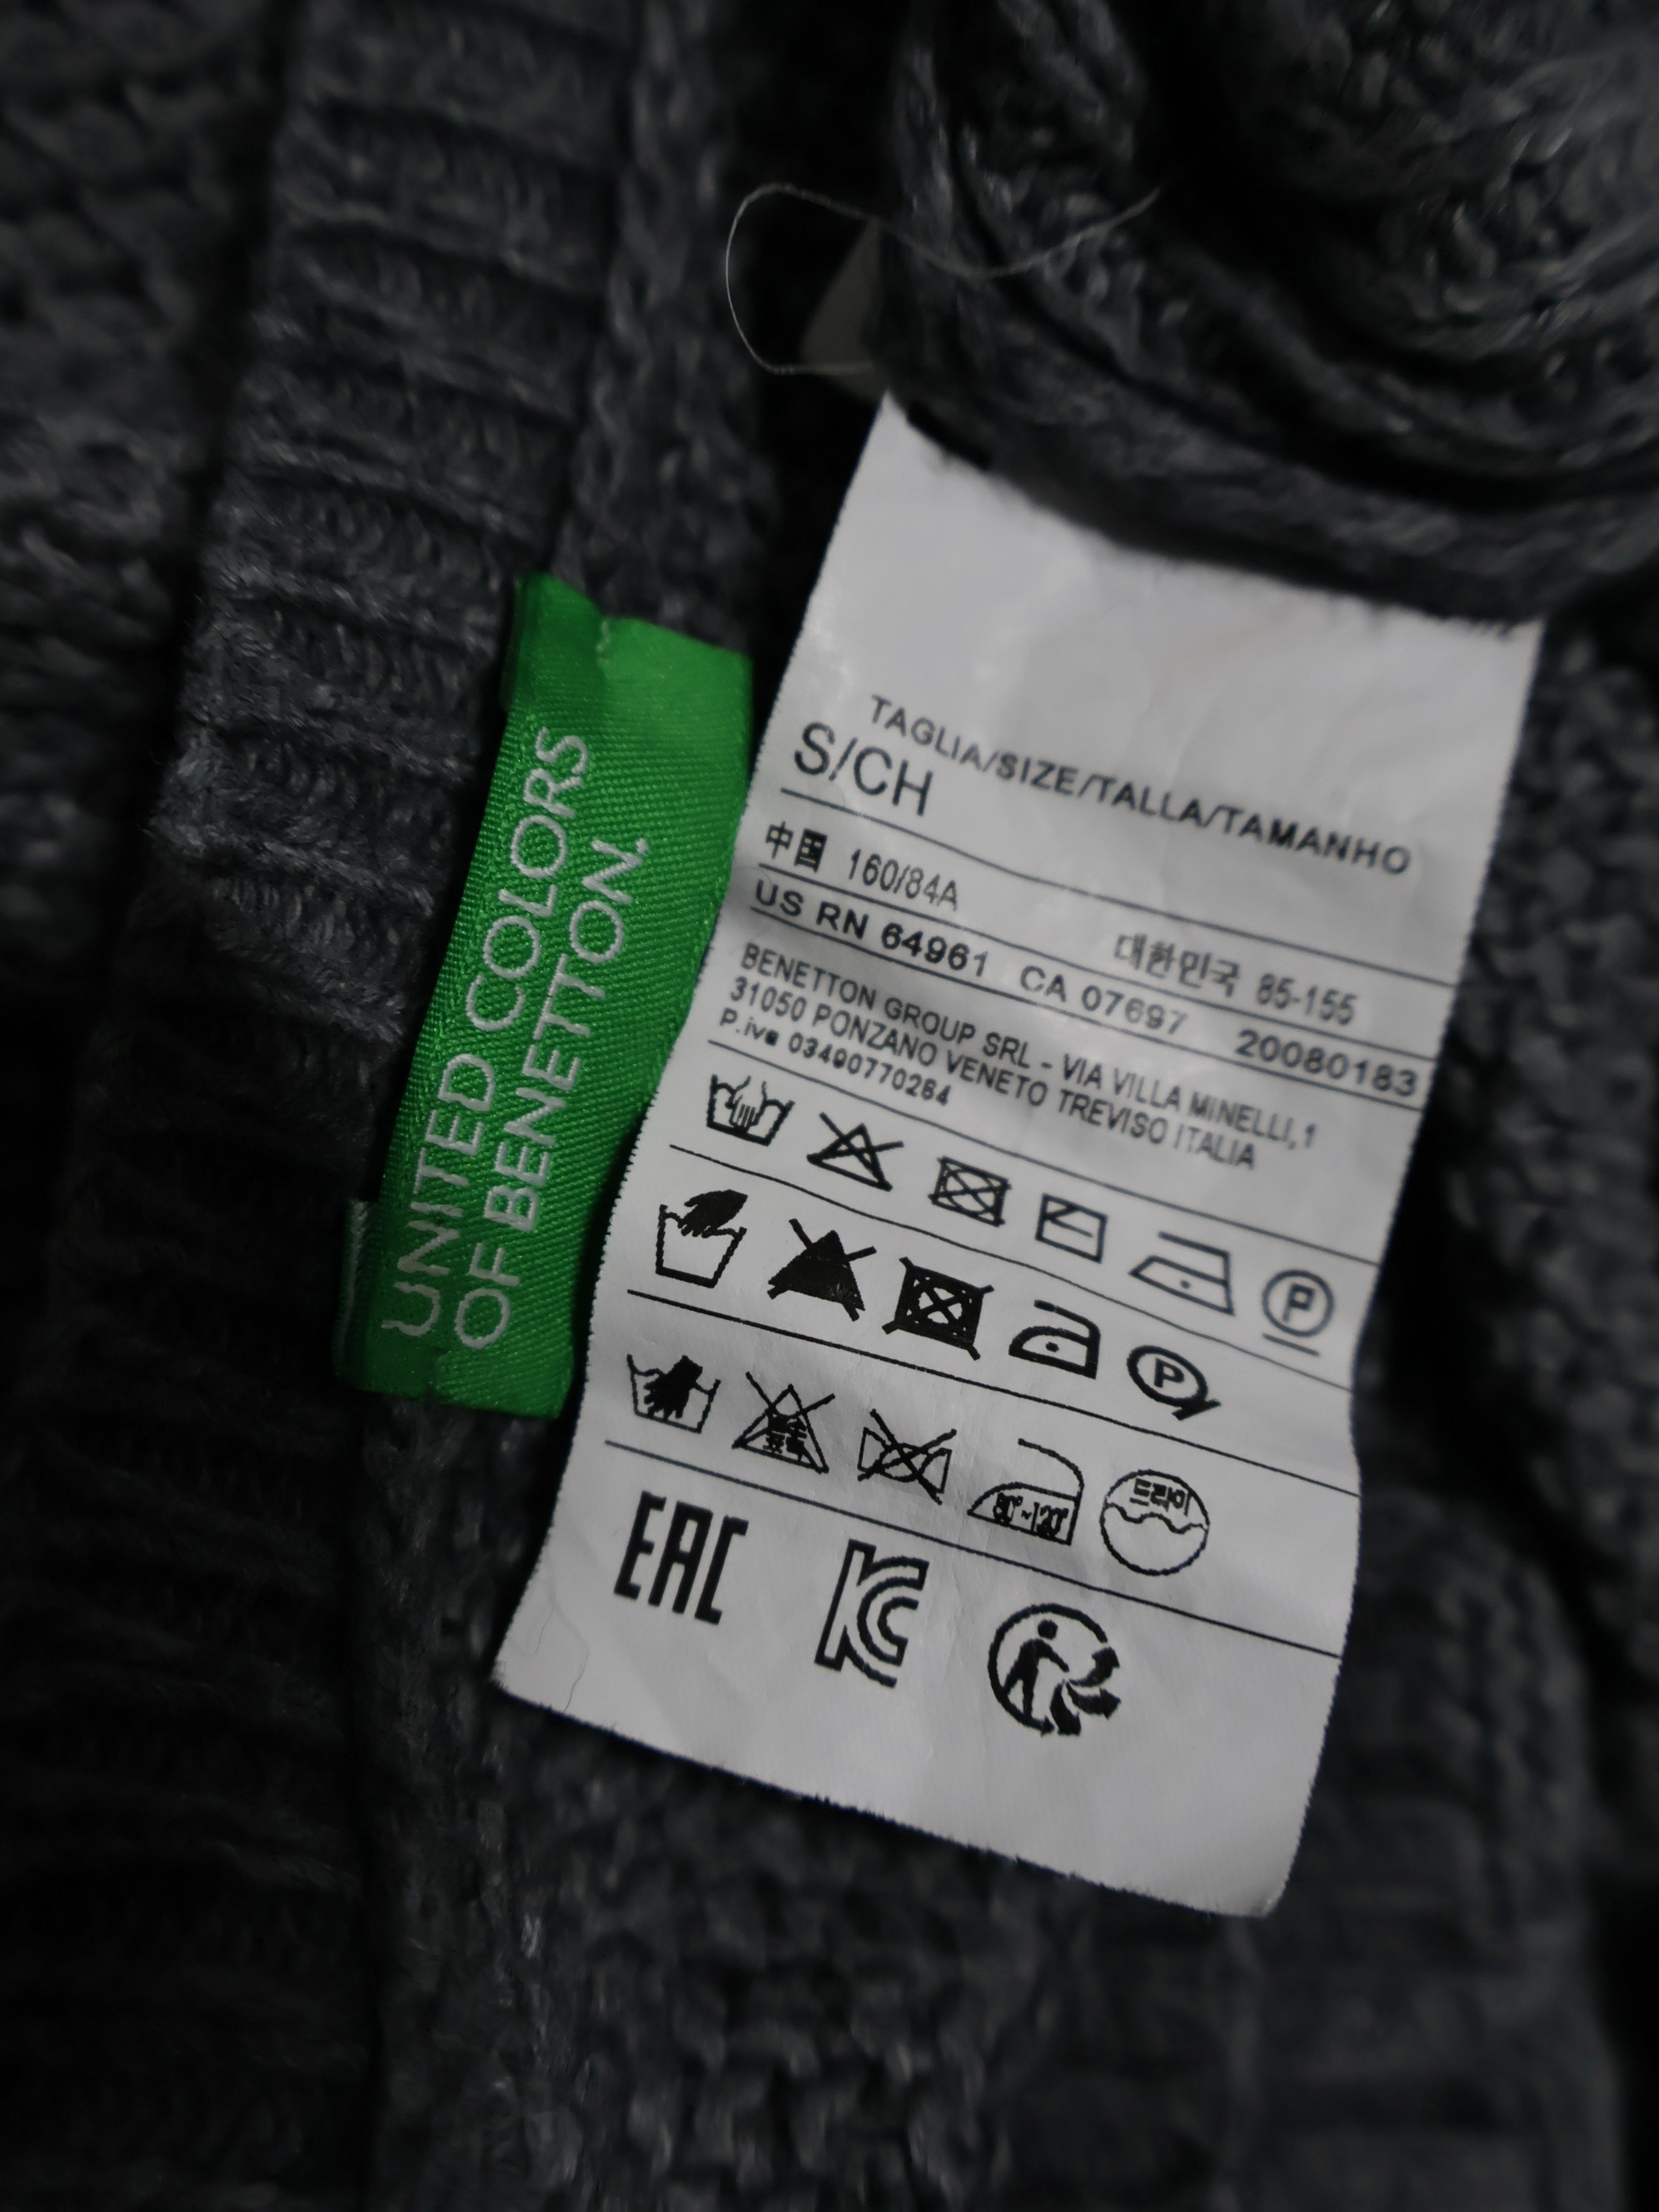 UNITED COLORS
OF BENETTON.
TAGLIA/SIZE/TALLA/TAMANHO
S/CH
中国 160/84A 대한민국 85-155
US RN 64961 CA 07697 20080183
BENETTON GROUP SRL - VIA VILLA MINELLI,1
31050 PONZANO VENETO TREVISO ITALIA
P.iva 03490770264
P
P
표백
80°~120° 드라이
EAC KC